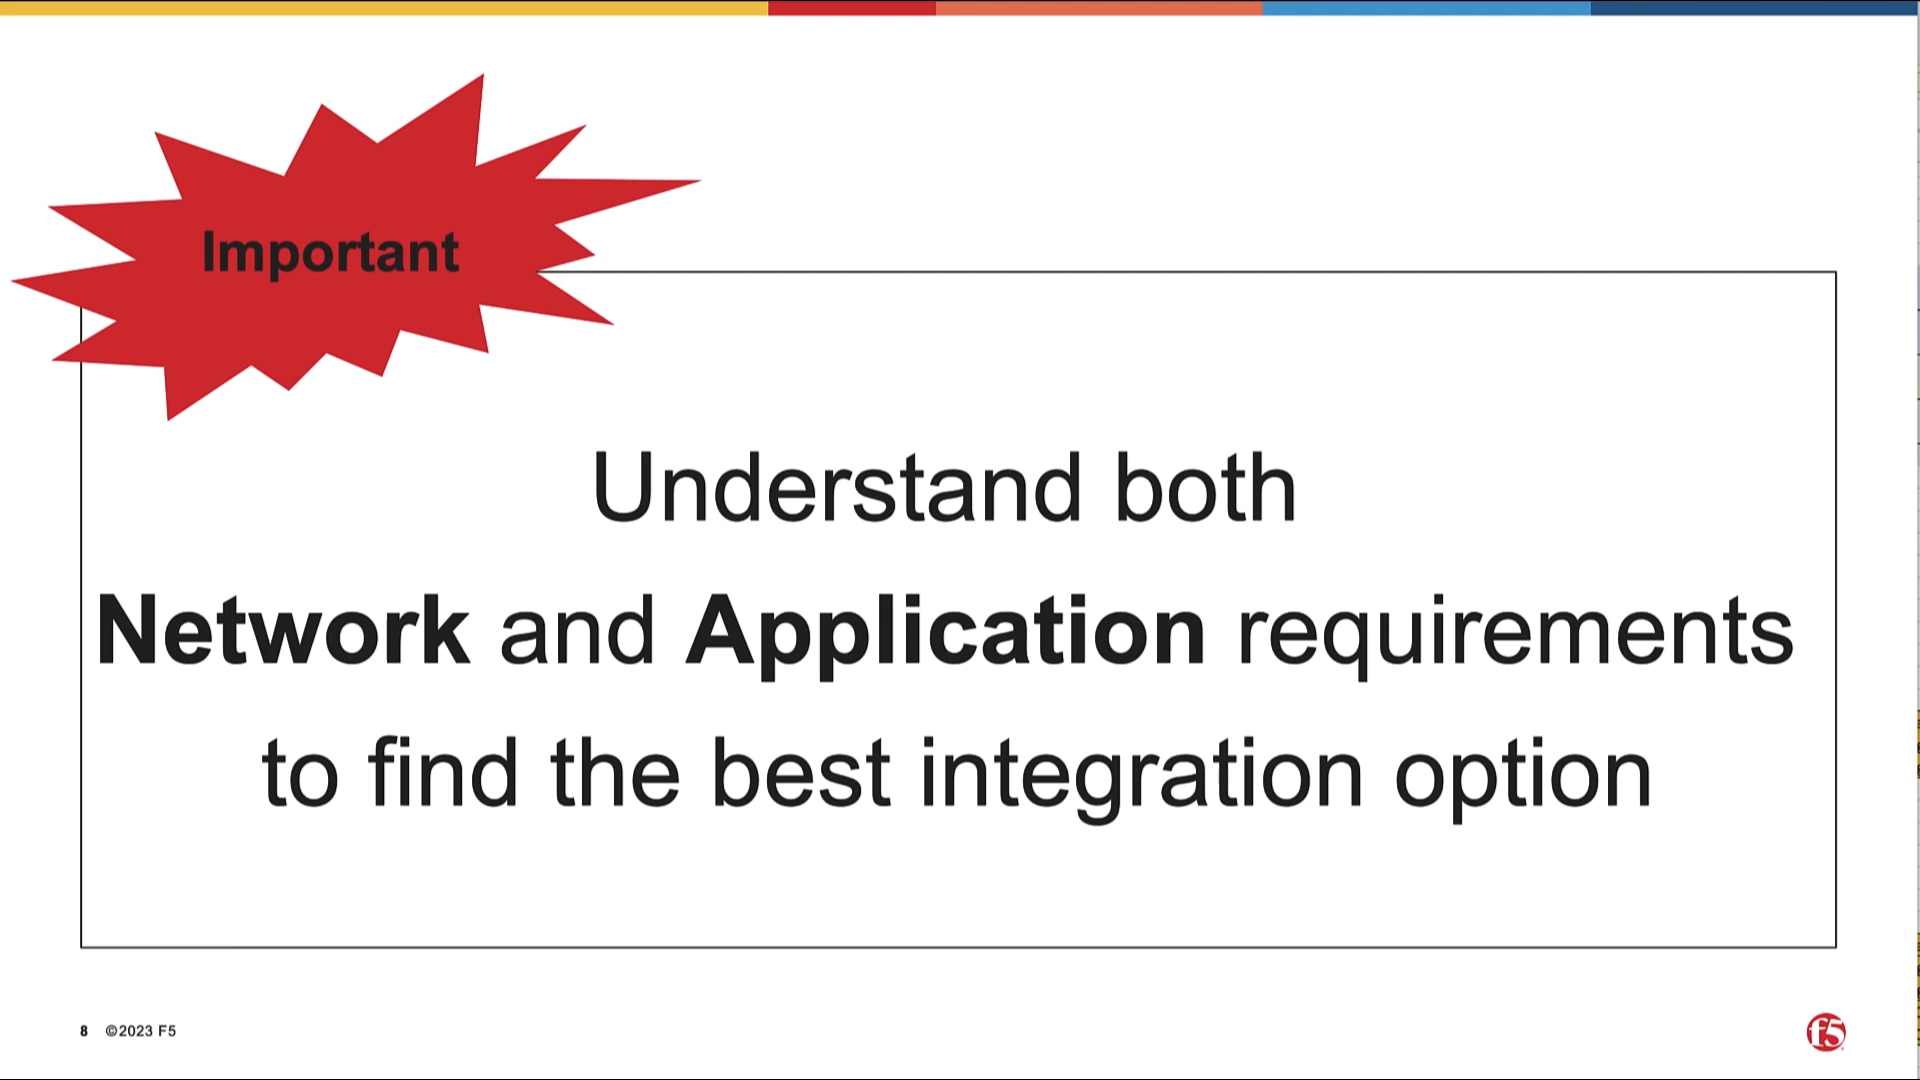 Important
Understand both
Network and Application requirements
to find the best integration option
8 ©2023 F5
f5